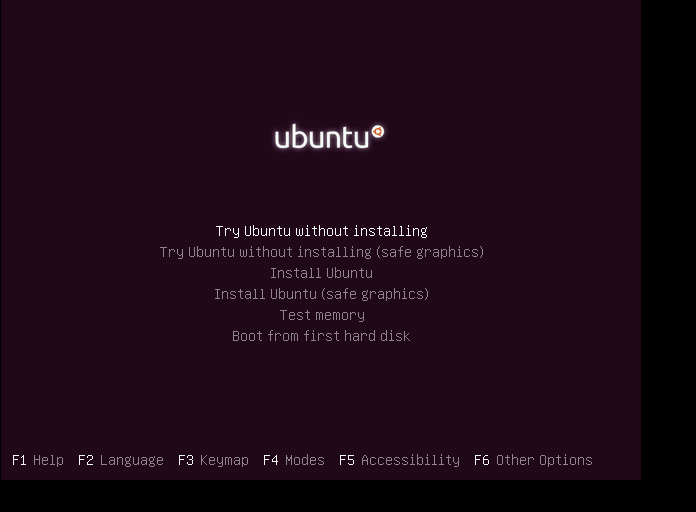 ubuntu
Try Ubuntu without installing
Try Ubuntu without installing (safe graphics)
Install Ubuntu
Install Ubuntu (safe graphics)
Test memory
Boot from first hard disk
F1 Help F2 Language F3 Keymap F4 Modes F5 Accessibility F6 Other Options